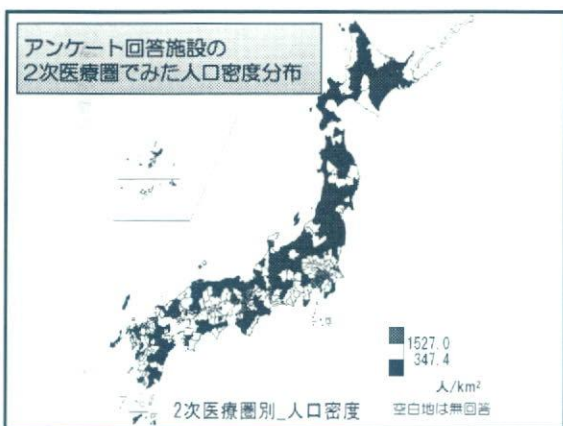 アンケート回答施設の
2次医療圏でみた人口密度分布
1527.0
347.4
人/km²
2次医療圏別_人口密度
空白地は無回答